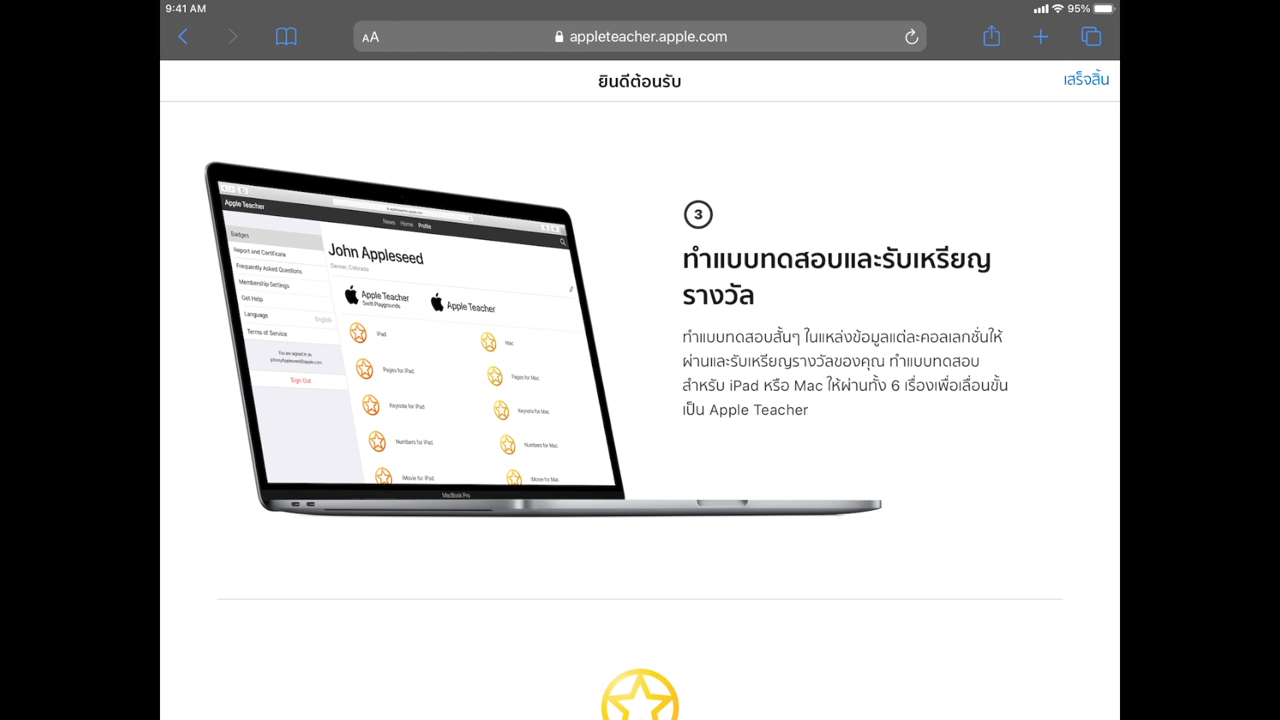 9:41 AM
95%
AA
appleteacher.apple.com
ยินดีต้อนรับ
เสร็จสิ้น
Apple Teacher
News Home Profile
Badges
Report and Certificate
Frequently Asked Questions
Membership Settings
Get Help
Language English
Terms of Service
You are signed in as
johnnyappleseed@apple.com
Sign Out
John Appleseed
Denver, Colorado
Apple Teacher
Swift Playgrounds
Apple Teacher
iPad
Mac
Pages for iPad
Pages for Mac
Keynote for iPad
Keynote for Mac
Numbers for iPad
Numbers for Mac
iMovie for iPad
iMovie for Mac
MacBook Pro
3
ทำแบบทดสอบและรับเหรียญ
รางวัล
ทำแบบทดสอบสั้นๆ ในแหล่งข้อมูลแต่ละคอลเลกชั่นให้
ผ่านและรับเหรียญรางวัลของคุณ ทำแบบทดสอบ
สำหรับ iPad หรือ Mac ให้ผ่านทั้ง 6 เรื่องเพื่อเลื่อนขั้น
เป็น Apple Teacher